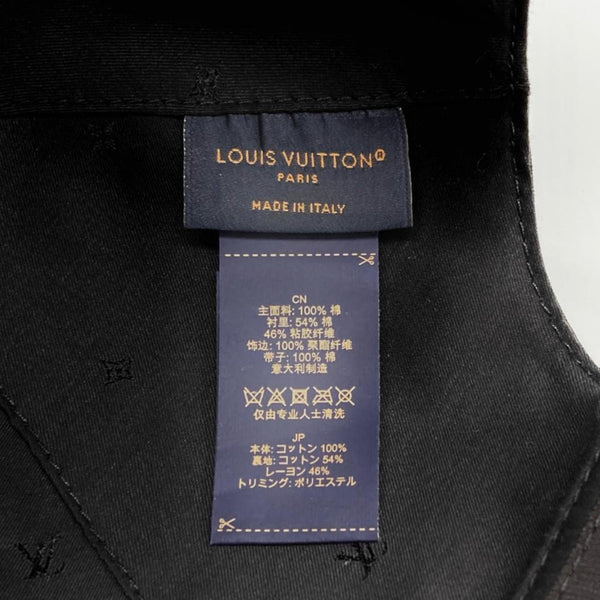 LOUIS VUITTON®
PARIS
MADE IN ITALY
CN
主面料: 100% 棉
衬里: 54% 棉
46% 粘胶纤维
饰边: 100% 聚酯纤维
带子: 100% 棉
意大利制造
仅由专业人士清洗
JP
本体: コットン 100%
裏地: コットン 54%
レーヨン 46%
トリミング: ポリエステル